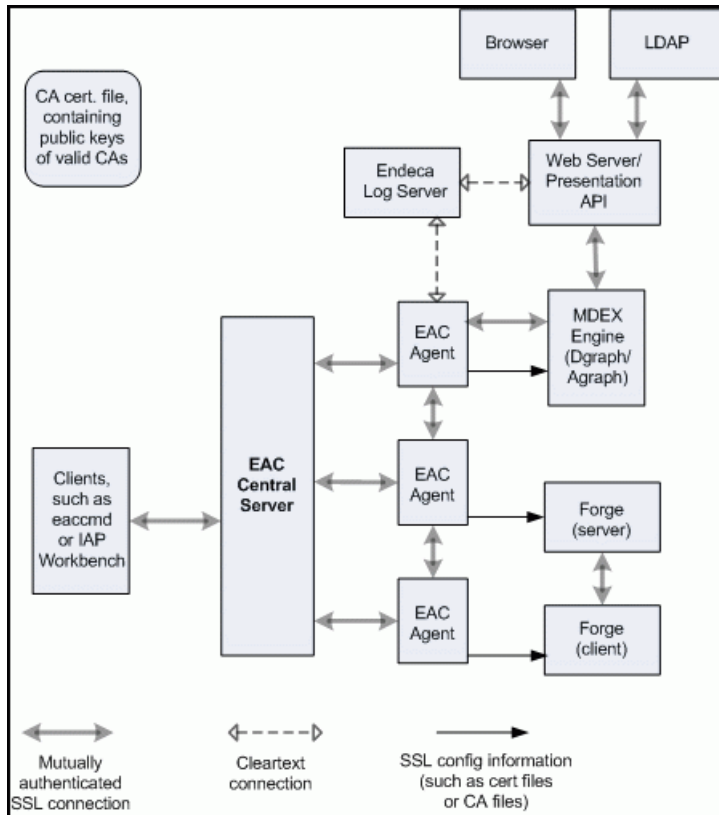 Browser
LDAP
CA cert. file,
containing
public keys
of valid CAs
Endeca
Log Server
Web Server/
Presentation
API
EAC
Agent
MDEX
Engine
(Dgraph/
Agraph)
EAC
Central
Server
Clients,
such as
eaccmd
or IAP
Workbench
EAC
Agent
Forge
(server)
EAC
Agent
Forge
(client)
Mutually
authenticated
SSL connection
Cleartext
connection
SSL config information
(such as cert files
or CA files)